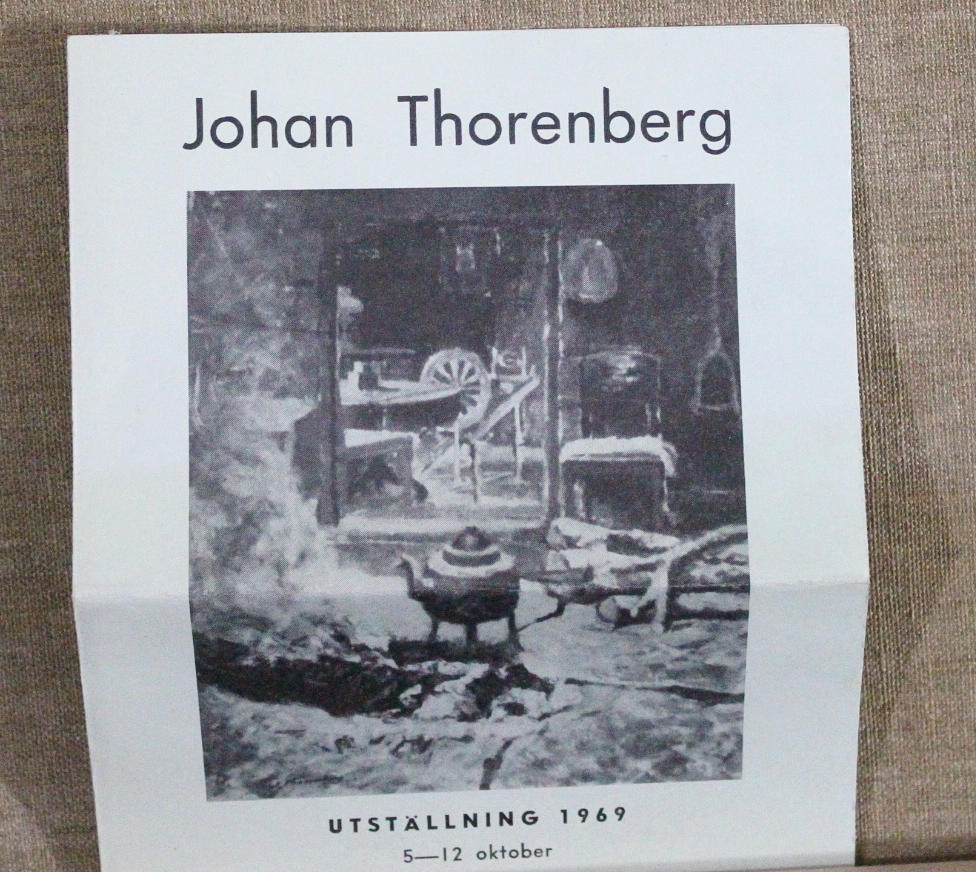 Johan Thorenberg
UTSTÄLLNING 1969
5—12 oktober